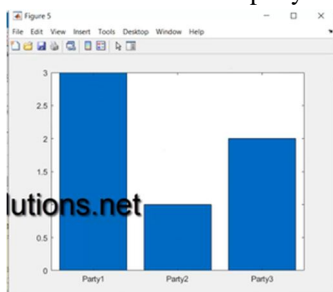 Figure 5
File Edit View Insert Tools Desktop Window Help
3
2.5
2
1.5
1
lutions.net
0.5
0
Party1 Party2 Party3